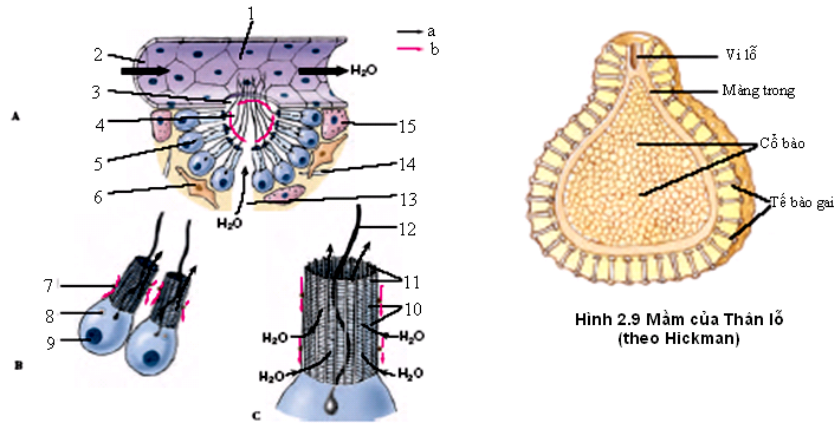 1
a
2
b
H₂O
3
A
4
15
5
14
6
13
H₂O
12
7
11
8
10
H₂O
H₂O
9
H₂O
H₂O
B
C
Vi lỗ
Màng trong
Cổ bào
Tế bào gai
Hình 2.9 Mầm của Thân lỗ
(theo Hickman)